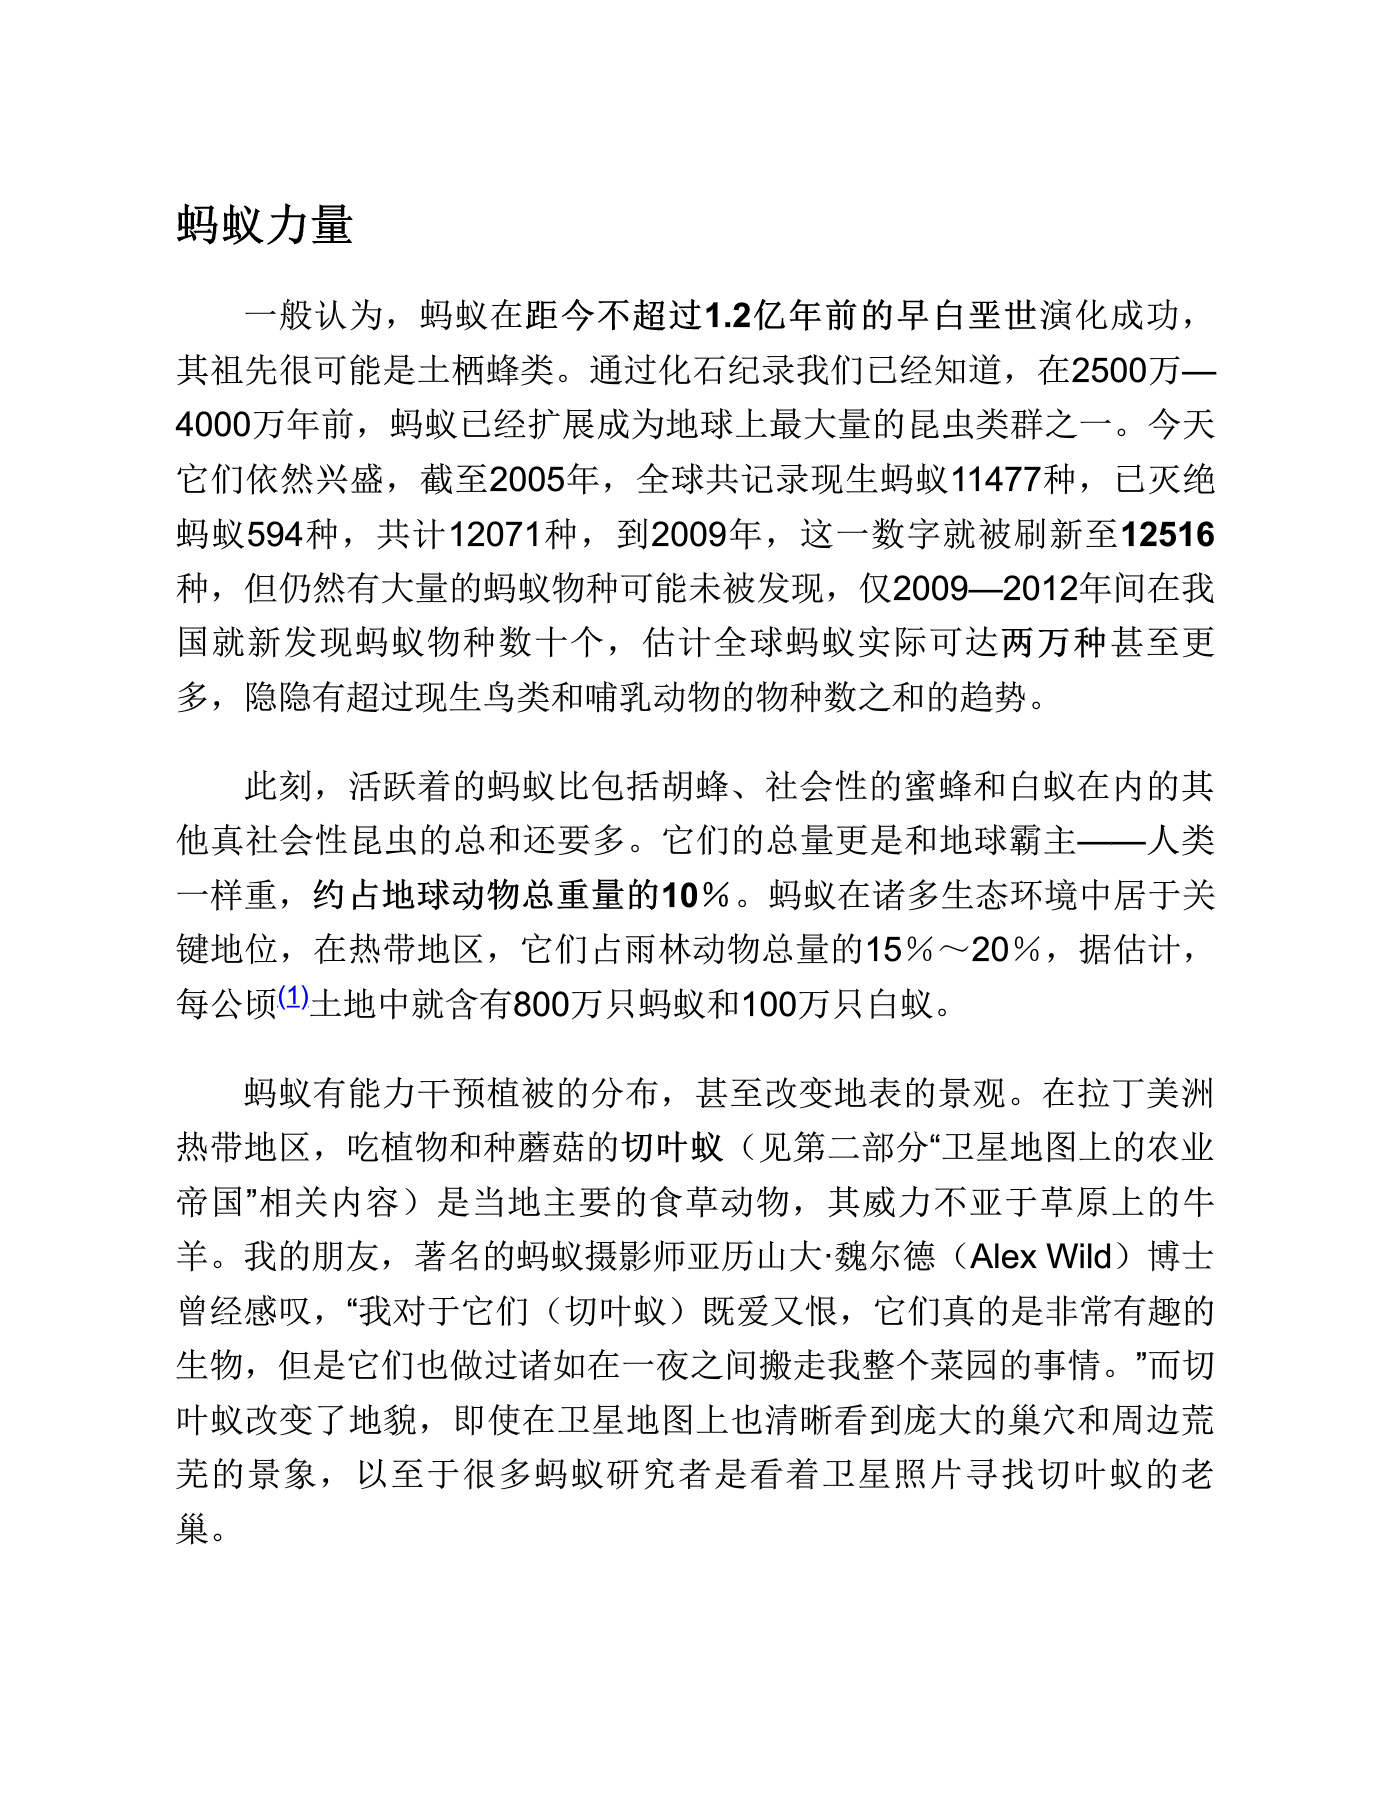 蚂蚁力量
一般认为，蚂蚁在距今不超过1.2亿年前的早白垩世演化成功，
其祖先很可能是土栖蜂类。通过化石纪录我们已经知道，在2500万—
4000万年前，蚂蚁已经扩展成为地球上最大量的昆虫类群之一。今天
它们依然兴盛，截至2005年，全球共记录现生蚂蚁11477种，已灭绝
蚂蚁594种，共计12071种，到2009年，这一数字就被刷新至12516
种，但仍然有大量的蚂蚁物种可能未被发现，仅2009—2012年间在我
国就新发现蚂蚁物种数十个，估计全球蚂蚁实际可达两万种甚至更
多，隐隐有超过现生鸟类和哺乳动物的物种数之和的趋势。
此刻，活跃着的蚂蚁比包括胡蜂、社会性的蜜蜂和白蚁在内的其
他真社会性昆虫的总和还要多。它们的总量更是和地球霸主——人类
一样重，约占地球动物总重量的10％。蚂蚁在诸多生态环境中居于关
键地位，在热带地区，它们占雨林动物总量的15％～20％，据估计，
每公顷(1)土地中就含有800万只蚂蚁和100万只白蚁。
蚂蚁有能力干预植被的分布，甚至改变地表的景观。在拉丁美洲
热带地区，吃植物和种蘑菇的切叶蚁（见第二部分“卫星地图上的农业
帝国”相关内容）是当地主要的食草动物，其威力不亚于草原上的牛
羊。我的朋友，著名的蚂蚁摄影师亚历山大·魏尔德（Alex Wild）博士
曾经感叹，“我对于它们（切叶蚁）既爱又恨，它们真的是非常有趣的
生物，但是它们也做过诸如在一夜之间搬走我整个菜园的事情。”而切
叶蚁改变了地貌，即使在卫星地图上也清晰看到庞大的巢穴和周边荒
芜的景象，以至于很多蚂蚁研究者是看着卫星照片寻找切叶蚁的老
巢。